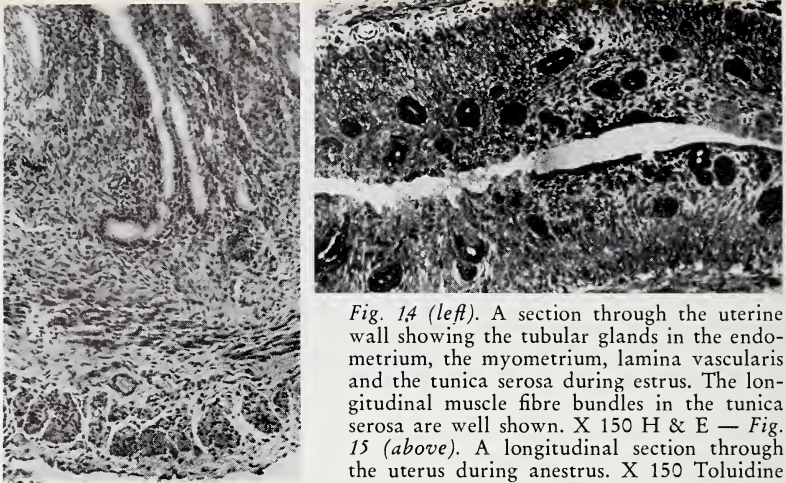 Fig. 14 (left). A section through the uterine
wall showing the tubular glands in the endo-
metrium, the myometrium, lamina vascularis
and the tunica serosa during estrus. The lon-
gitudinal muscle fibre bundles in the tunica
serosa are well shown. X 150 H & E — Fig.
15 (above). A longitudinal section through
the uterus during anestrus. X 150 Toluidine